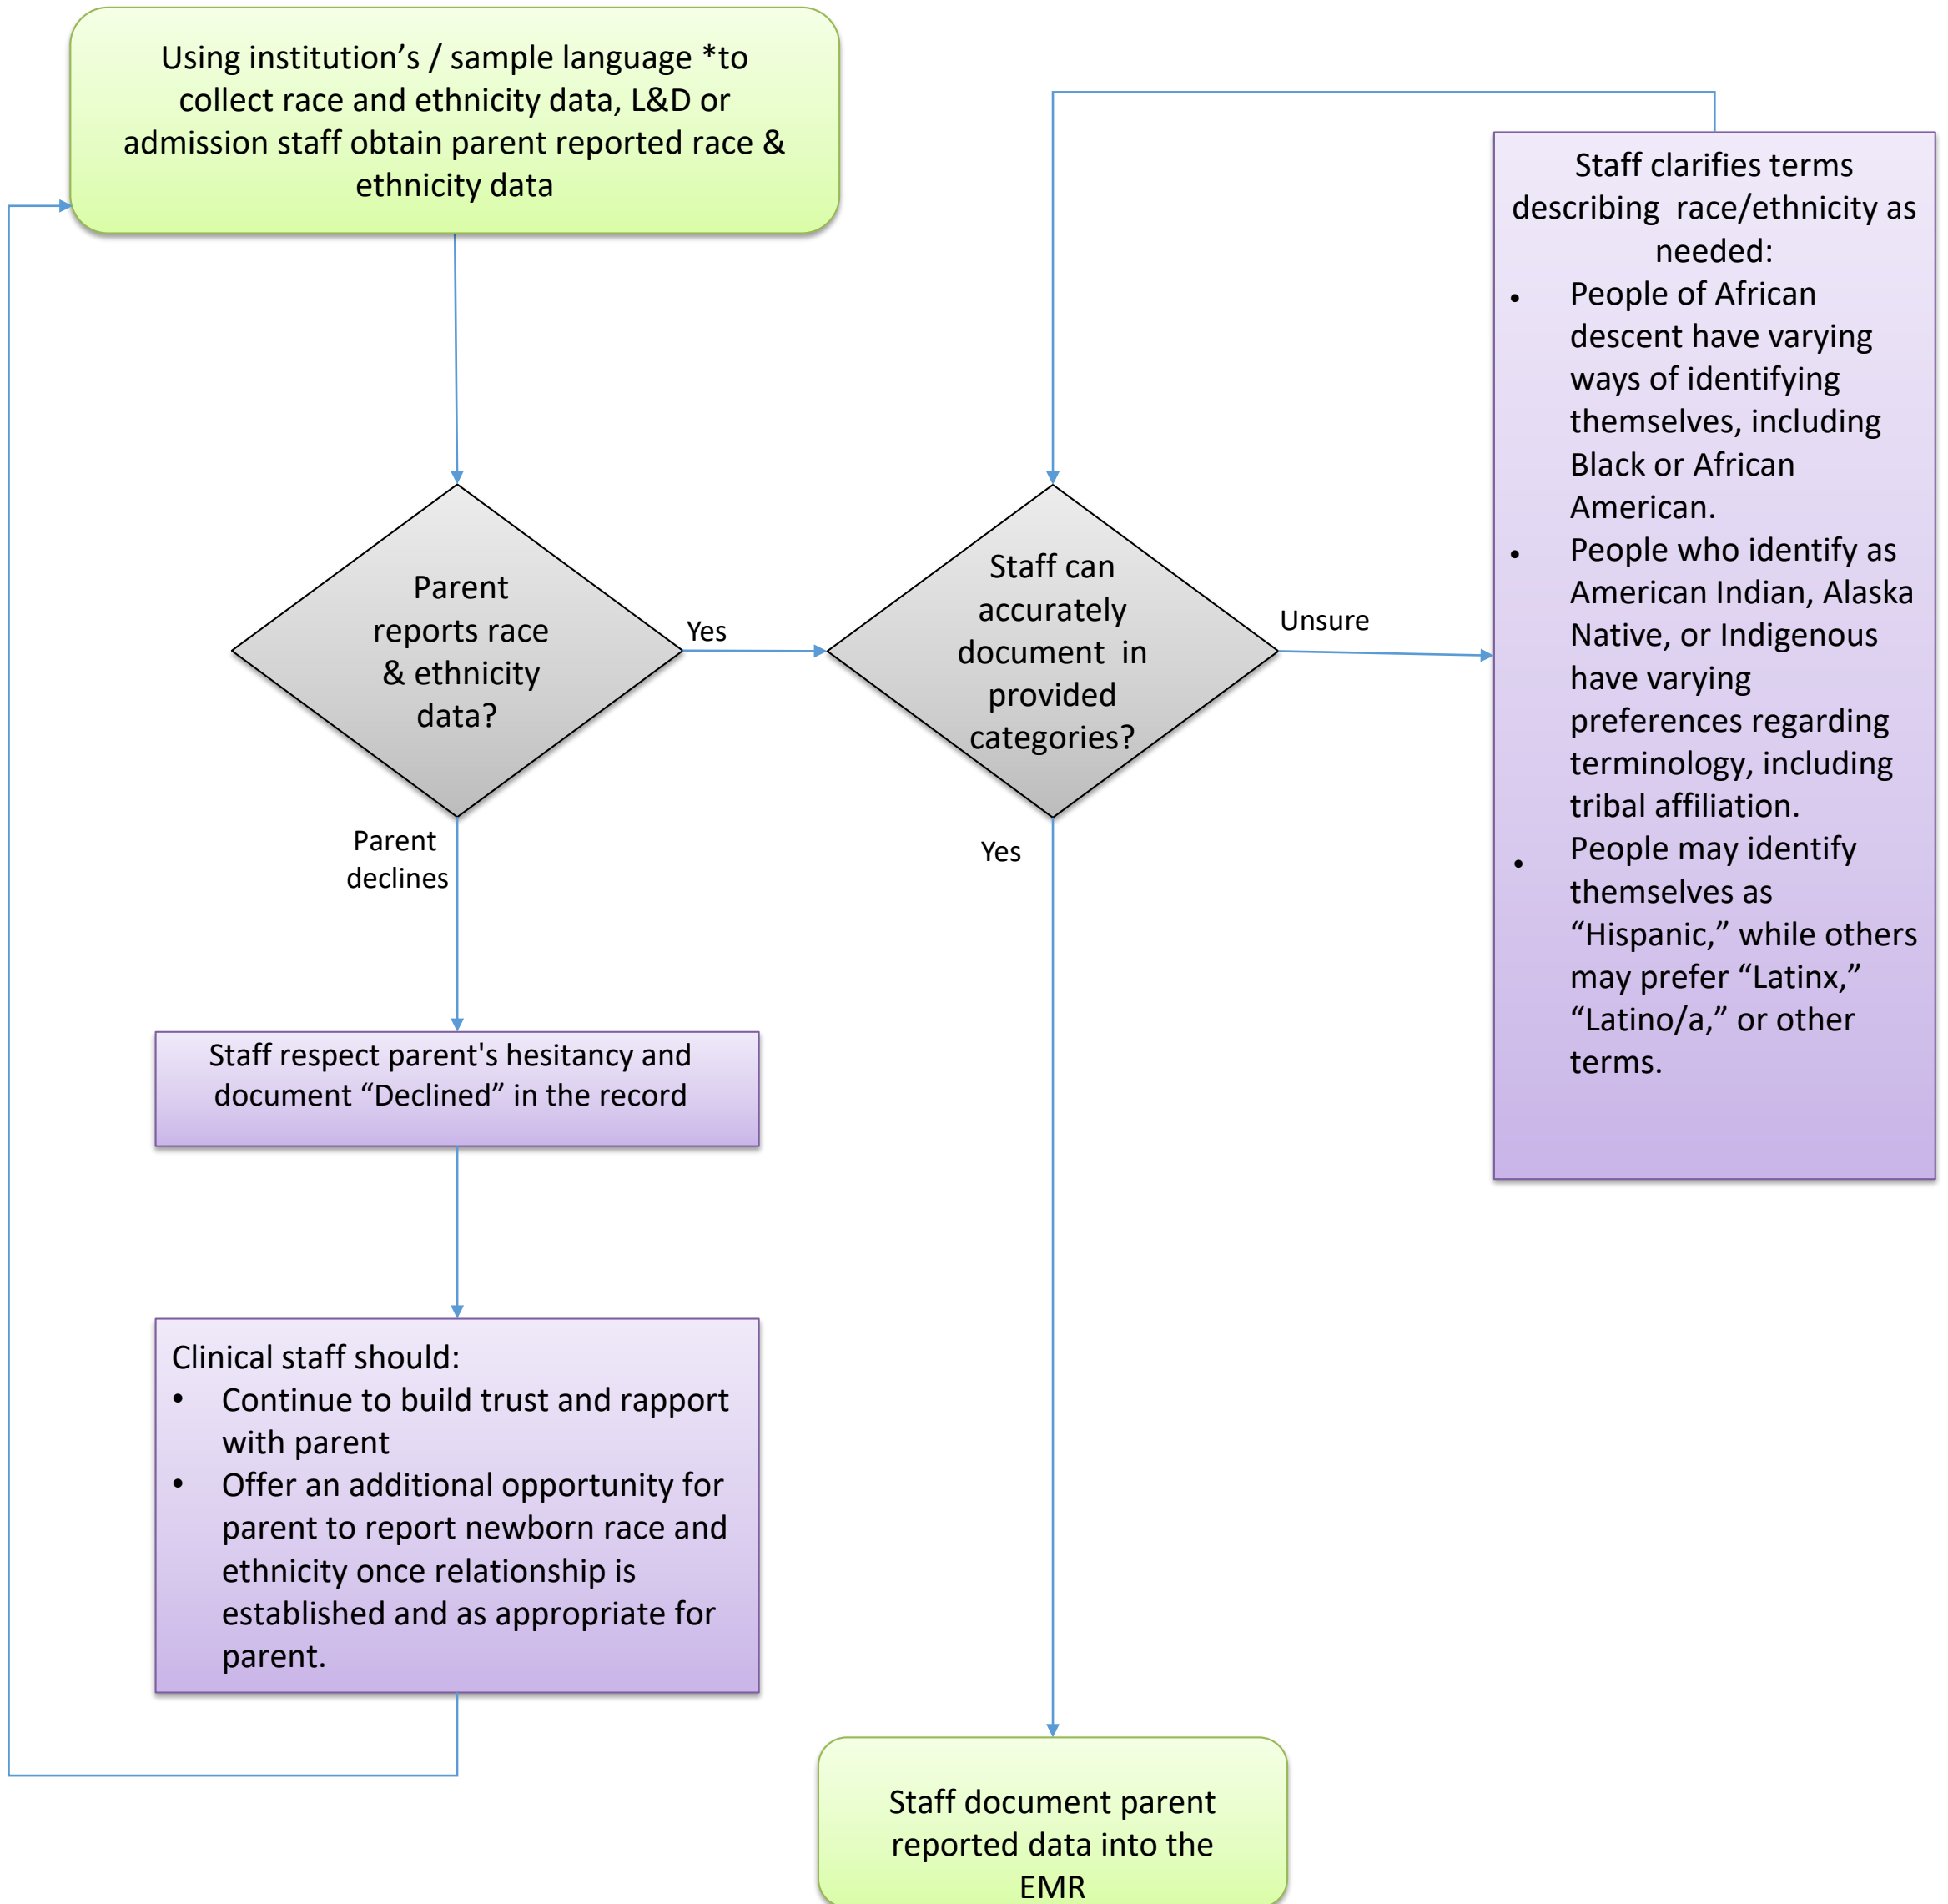 Using institution’s / sample language *to
collect race and ethnicity data, L&D or
admission staff obtain parent reported race &
ethnicity data
Parent
reports race
& ethnicity
data?
Yes
Staff can
accurately
document in
provided
categories?
Unsure
Staff clarifies terms
describing race/ethnicity as
needed:
• People of African
descent have varying
ways of identifying
themselves, including
Black or African
American.
• People who identify as
American Indian, Alaska
Native, or Indigenous
have varying
preferences regarding
terminology, including
tribal affiliation.
• People may identify
themselves as
“Hispanic,” while others
may prefer “Latinx,”
“Latino/a,” or other
terms.
Parent
declines
Yes
Staff respect parent's hesitancy and
document “Declined” in the record
Clinical staff should:
• Continue to build trust and rapport
with parent
• Offer an additional opportunity for
parent to report newborn race and
ethnicity once relationship is
established and as appropriate for
parent.
Staff document parent
reported data into the
EMR